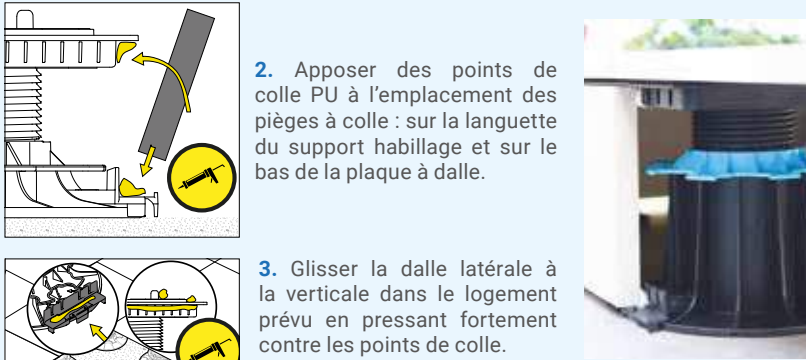 2. Apposer des points de
colle PU à l'emplacement des
pièges à colle : sur la languette
du support habillage et sur le
bas de la plaque à dalle.
3. Glisser la dalle latérale à
la verticale dans le logement
prévu en pressant fortement
contre les points de colle.